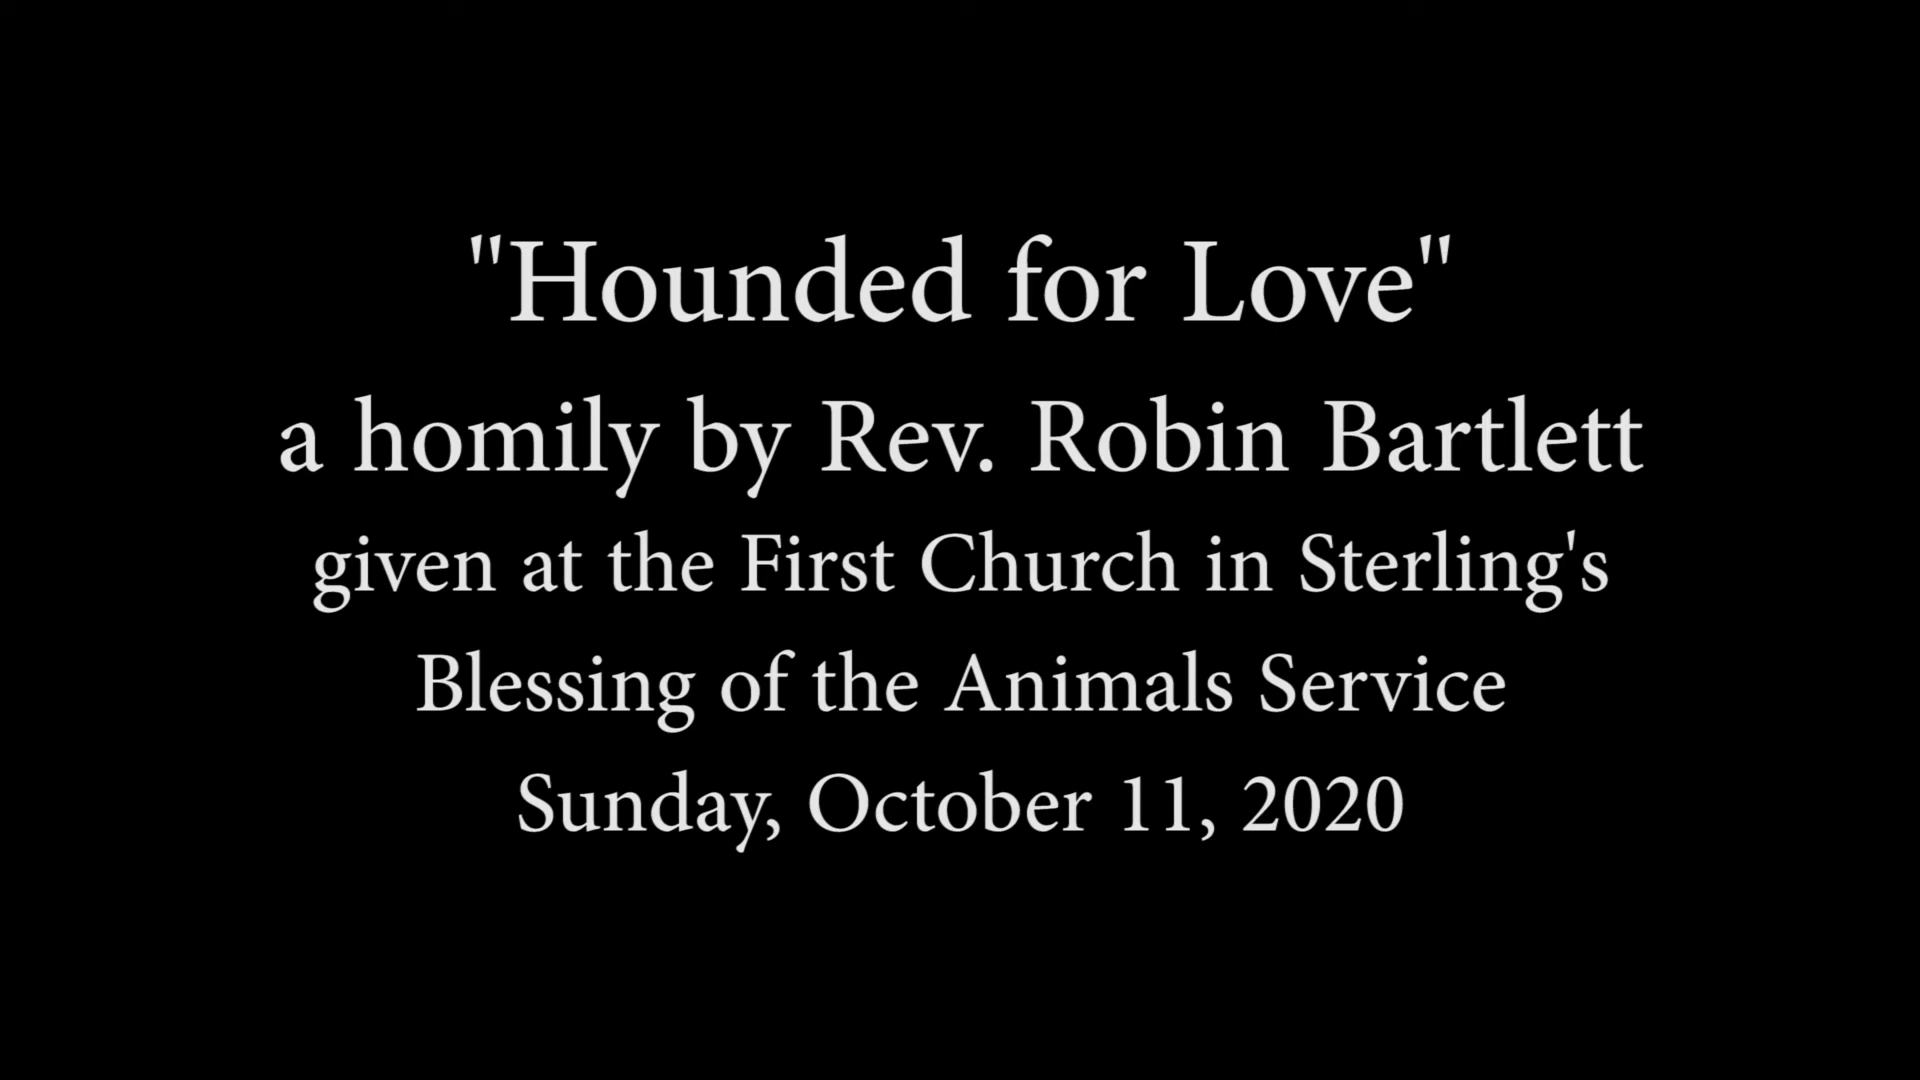 "Hounded for Love"
a homily by Rev. Robin Bartlett
given at the First Church in Sterling's
Blessing of the Animals Service
Sunday, October 11, 2020